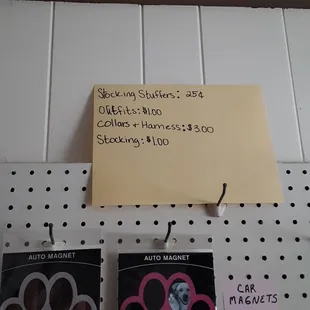 Stocking Stuffers: 25¢
Outfits: $1.00
Collars + Harness: $3.00
Stocking: $1.00
AUTO MAGNET
AUTO MAGNET
CAR
MAGNETS